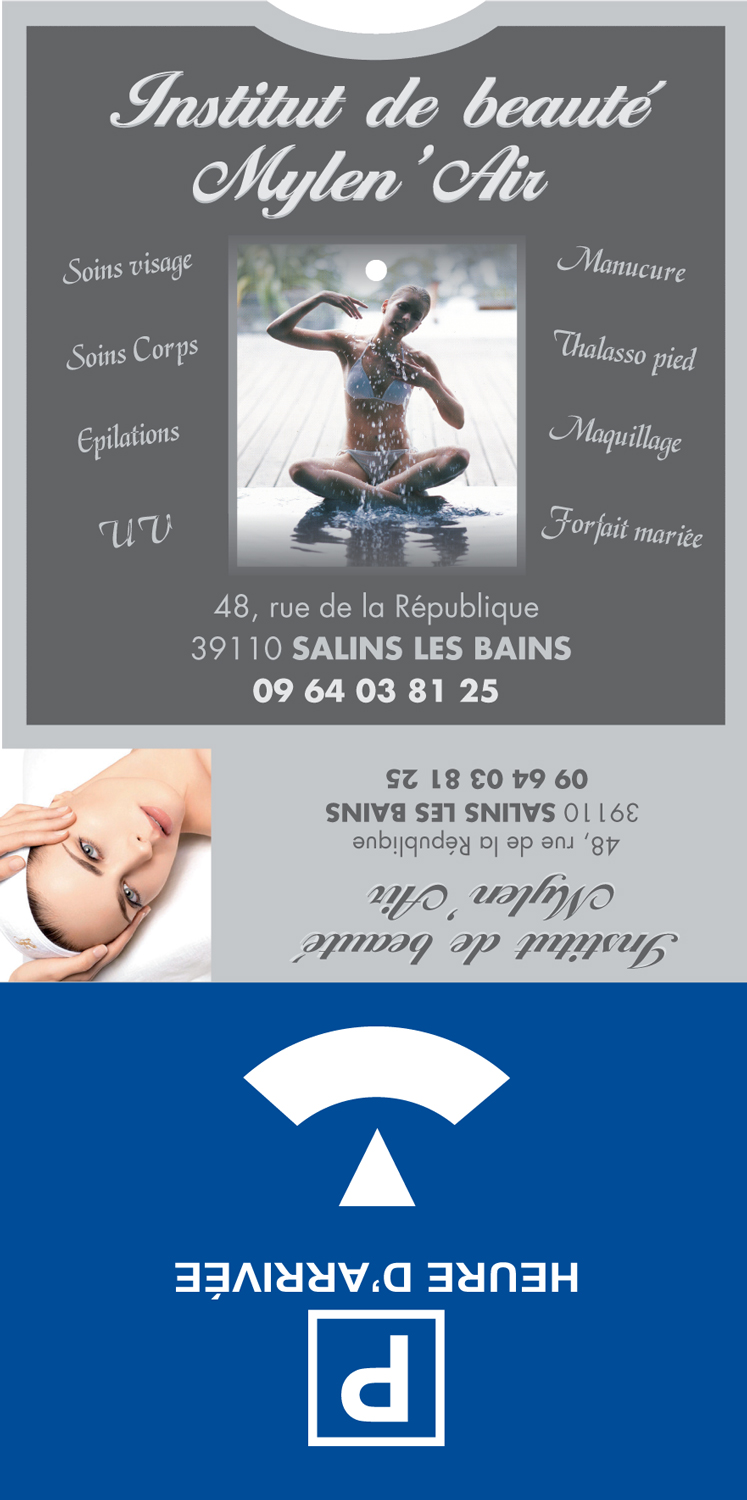 Institut de beauté
Mylen'Air
Soins visage
Soins Corps
Epilations
UV
Manucure
Thalasso pied
Maquillage
Forfait mariée
48, rue de la République
39110 SALINS LES BAINS
09 64 03 81 25
Institut de beauté
Mylen'Air
48, rue de la République
39110 SALINS LES BAINS
09 64 03 81 25
P
HEURE D'ARRIVÉE